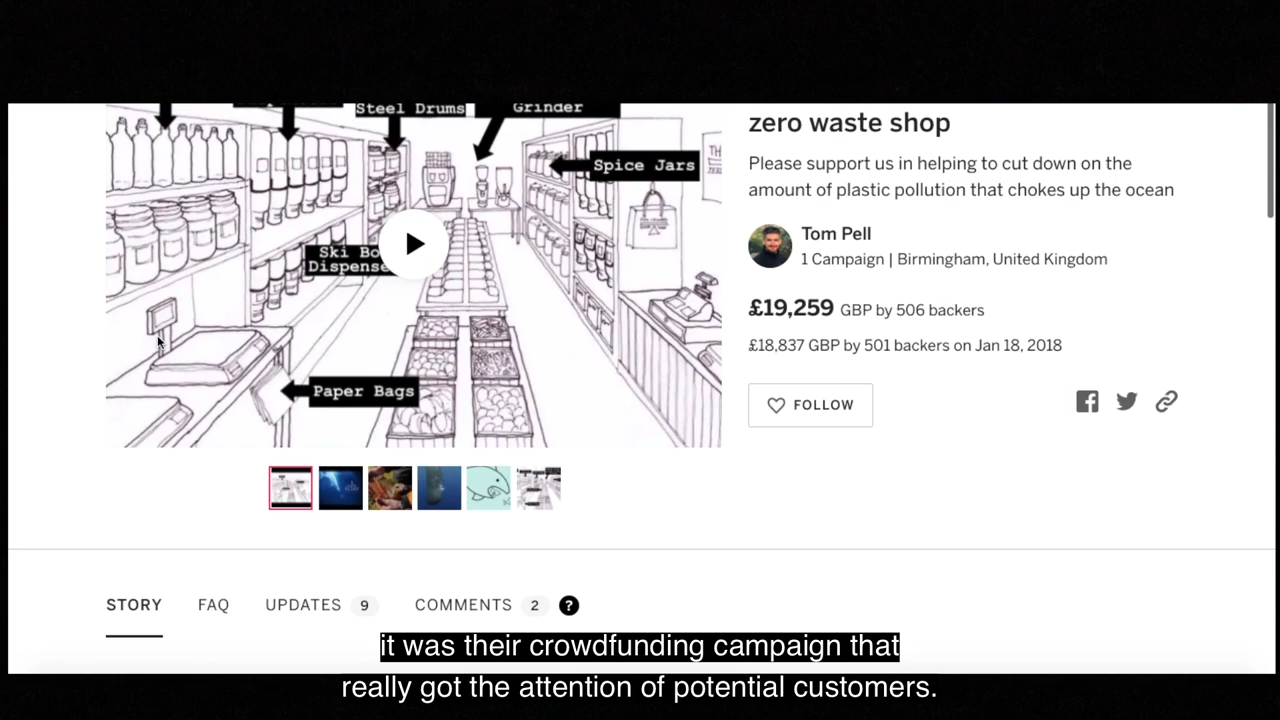 Steel Drums
Grinder
Spice Jars
Ski Bo
Dispense
Paper Bags
zero waste shop
Please support us in helping to cut down on the
amount of plastic pollution that chokes up the ocean
Tom Pell
1 Campaign | Birmingham, United Kingdom
£19,259 GBP by 506 backers
£18,837 GBP by 501 backers on Jan 18, 2018
FOLLOW
STORY FAQ UPDATES 9 COMMENTS 2 ?
it was their crowdfunding campaign that
really got the attention of potential customers.